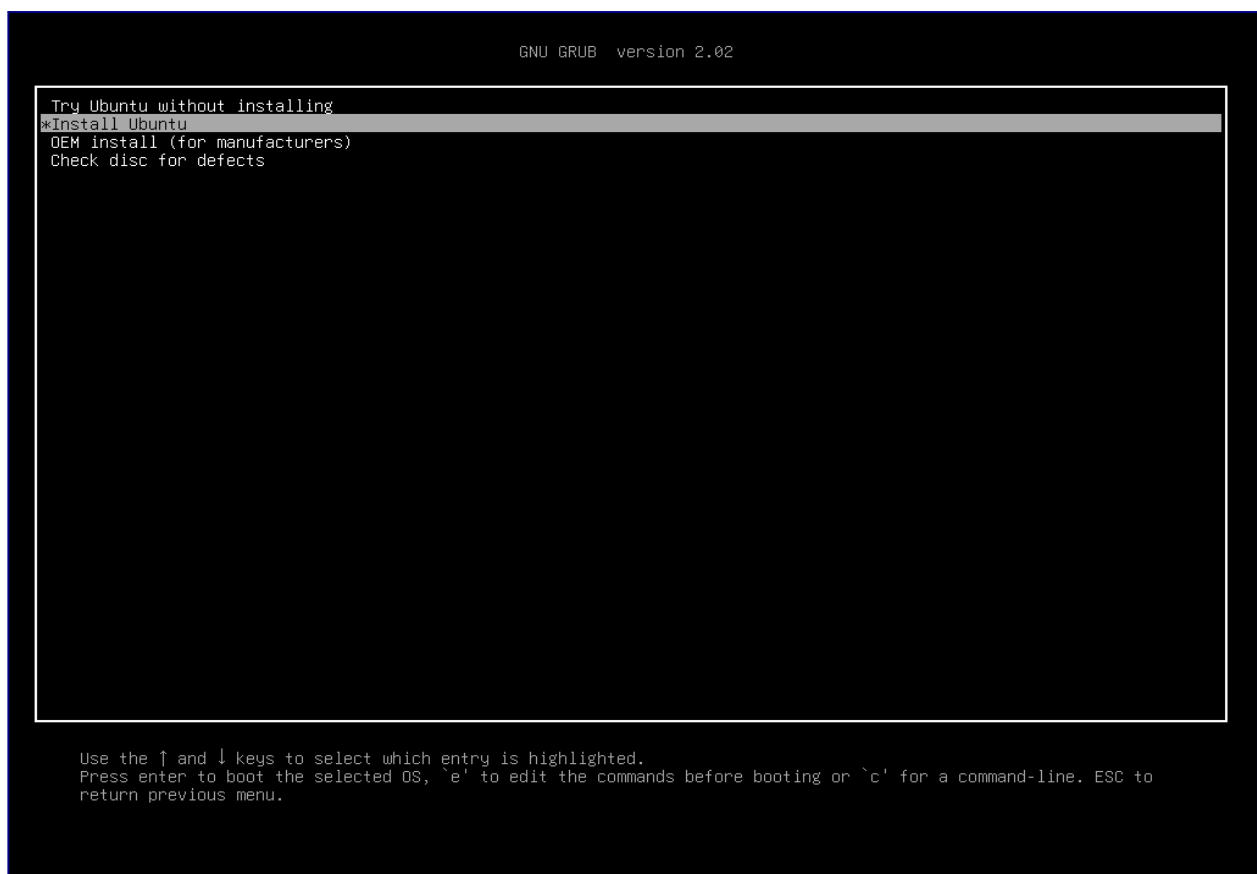 GNU GRUB  version 2.02
Try Ubuntu without installing
*Install Ubuntu
OEM install (for manufacturers)
Check disc for defects
Use the ↑ and ↓ keys to select which entry is highlighted.
Press enter to boot the selected OS, `e' to edit the commands before booting or `c' for a command-line. ESC to
return previous menu.